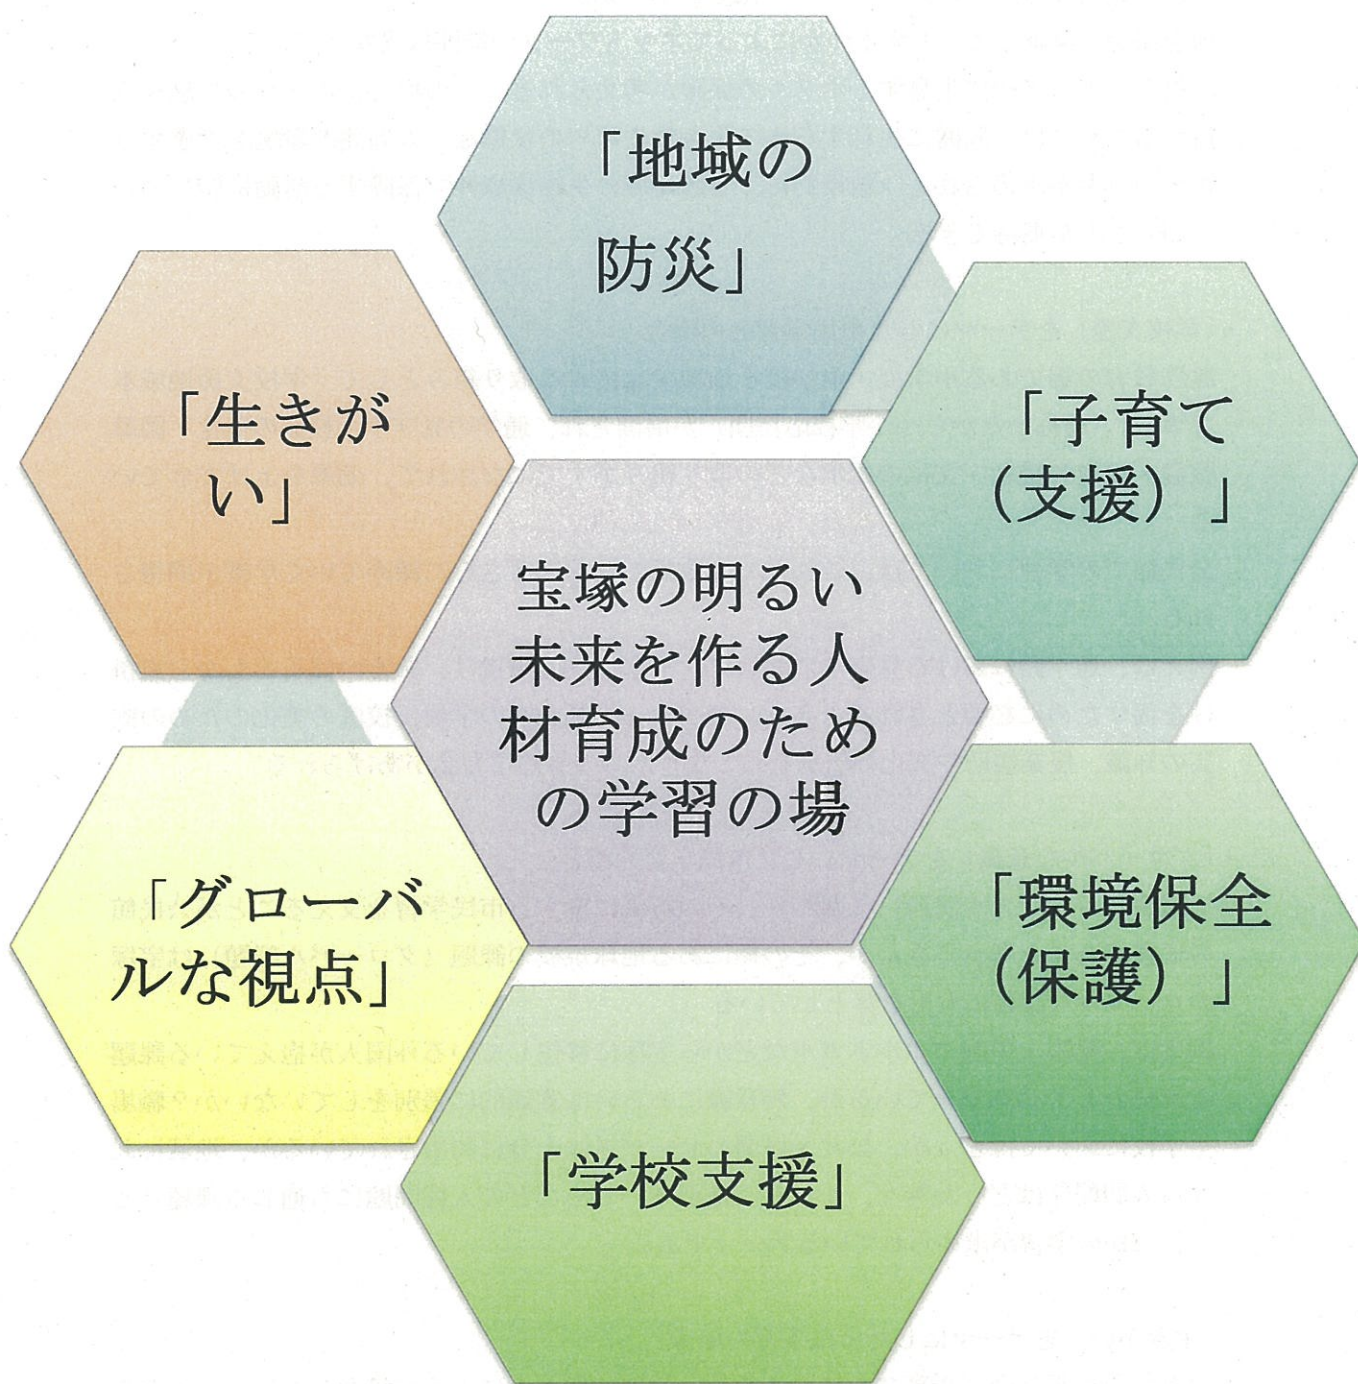 「地域の
防災」
「生きが
い」
「子育て
（支援）」
宝塚の明るい
未来を作る人
材育成のため
の学習の場
「グローバ
ルな視点」
「環境保全
（保護）」
「学校支援」